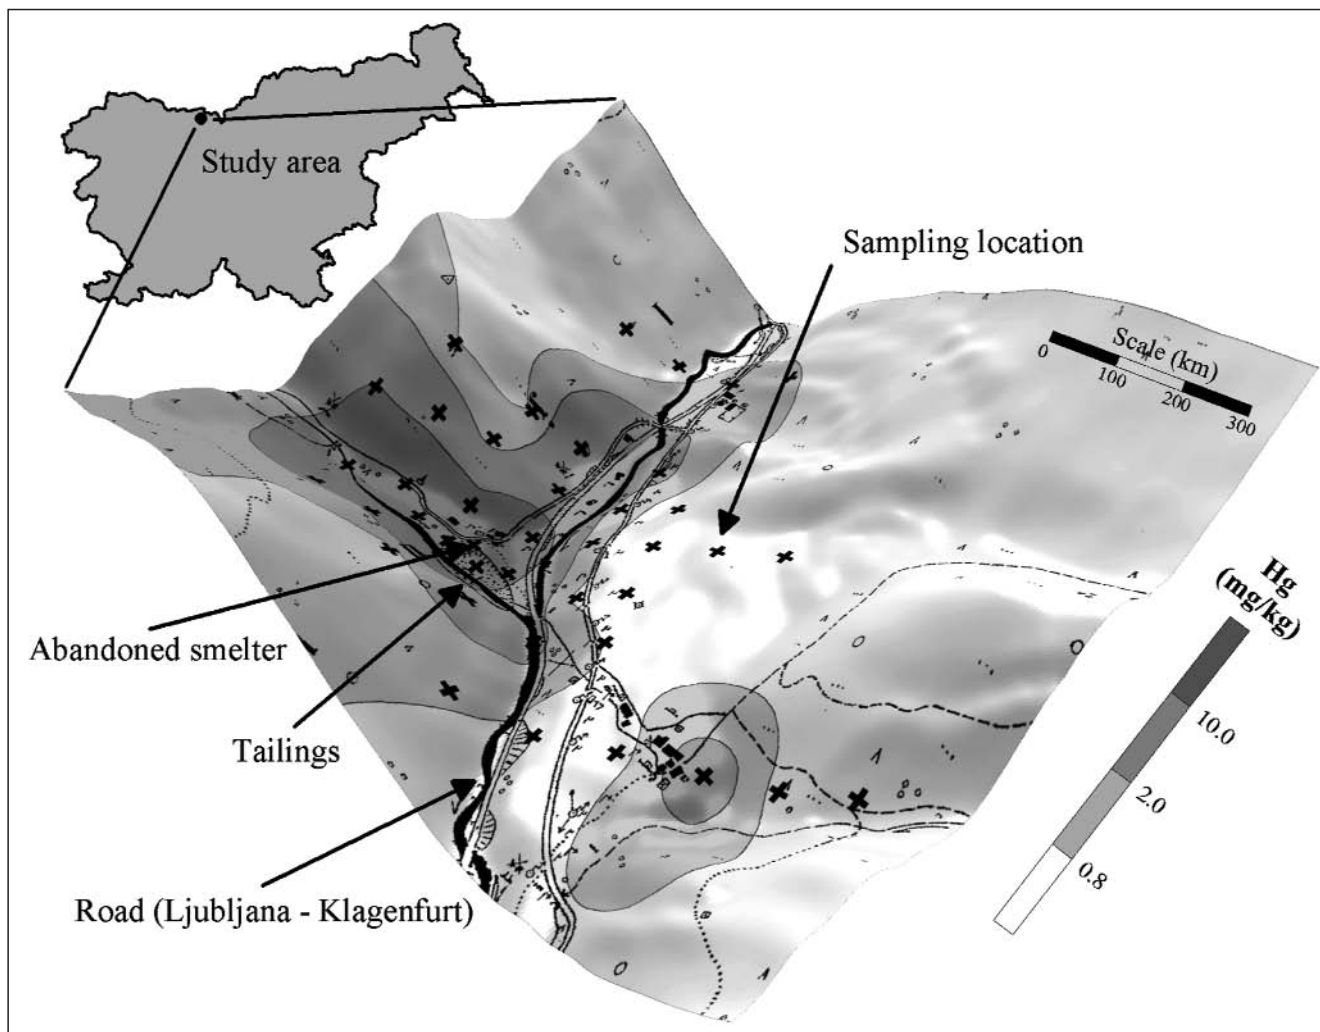 Study area
Sampling location
Scale (km)
0
100
200
300
Hg
(mg/kg)
10.0
2.0
0.8
Abandoned smelter
Tailings
Road (Ljubljana - Klagenfurt)